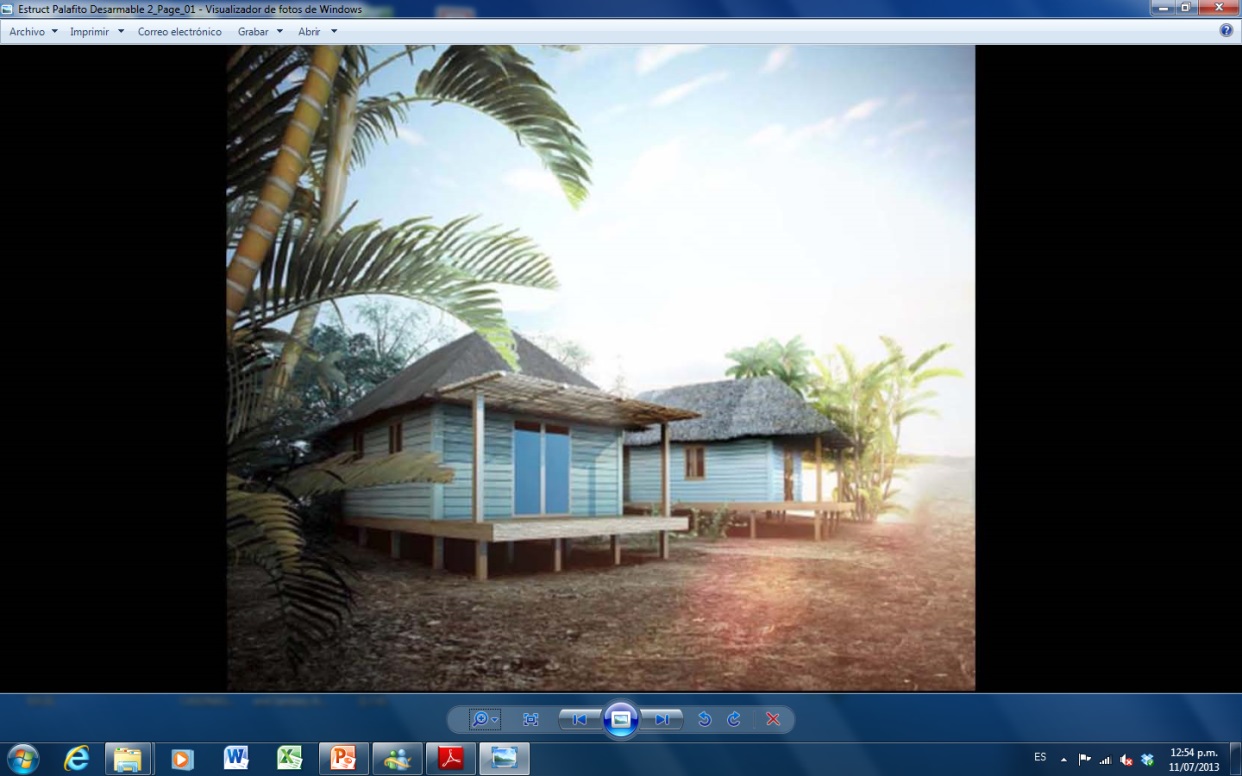 Estruct Palafito Desarmable 2_Page_01 - Visualizador de fotos de Windows
Archivo Imprimir Correo electrónico Grabar Abrir
ES
12:54 p.m.
11/07/2013